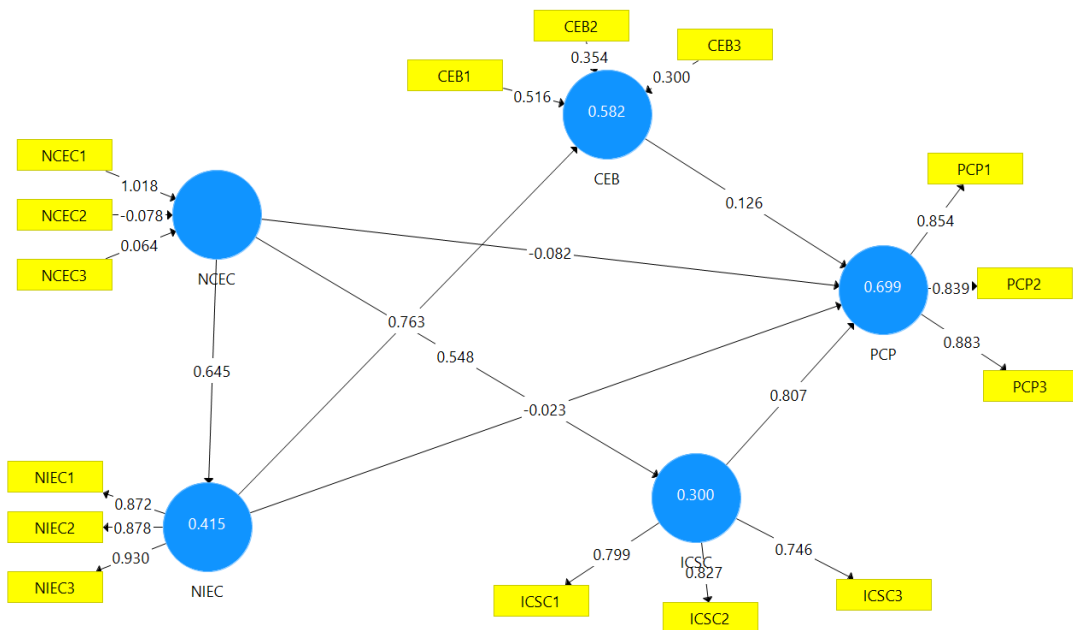 CEB2
CEB3
0.354
CEB1
0.300
0.516
0.582
CEB
NCEC1
1.018
NCEC2
-0.078
0.064
NCEC3
NCEC
PCP1
0.126
0.854
-0.082
0.699
-0.839
PCP2
PCP
0.883
PCP3
0.763
0.548
0.645
-0.023
0.807
NIEC1
0.872
NIEC2
0.878
0.415
0.930
NIEC3
NIEC
0.300
0.799
ICSC
0.827
0.746
ICSC1
ICSC2
ICSC3